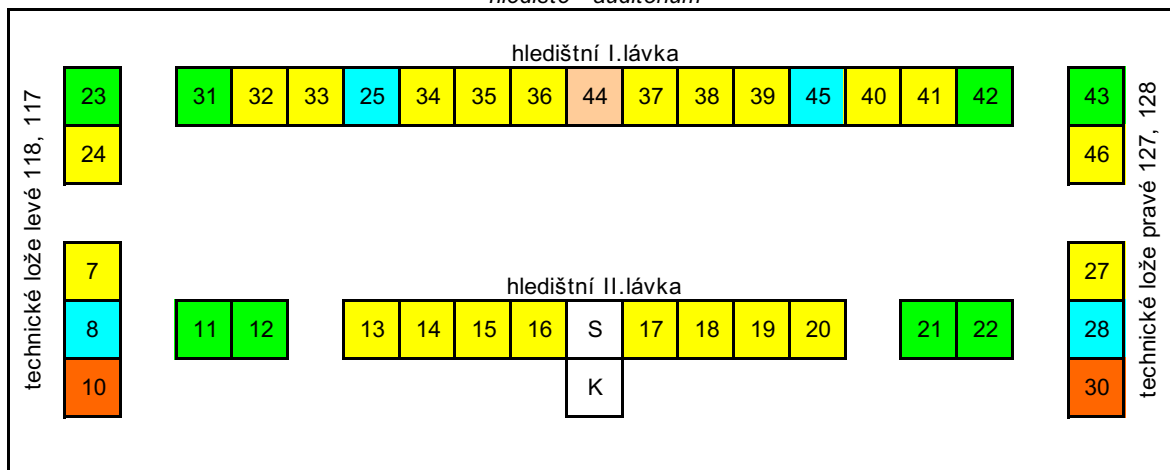 hlediště - auditorium
hledištní I.lávka
technické lože levé 118, 117
23
24
31 32 33 25 34 35 36 44 37 38 39 45 40 41 42
43
46
technické lože pravé 127, 128
7
8
10
hledištní II.lávka
11 12 13 14 15 16 S 17 18 19 20 21 22
K
27
28
30